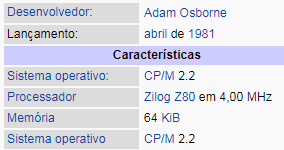 Desenvolvedor: Adam Osborne
Lançamento: abril de 1981
Características
Sistema operativo: CP/M 2.2
Processador Zilog Z80 em 4,00 MHz
Memória 64 KiB
Sistema operativo CP/M 2.2